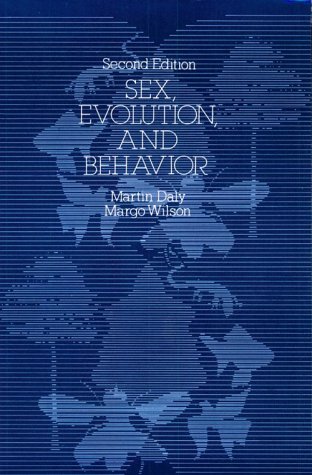 Second Edition
SEX,
EVOLUTION,
AND
BEHAVIOR
Martin Daly
Margo Wilson